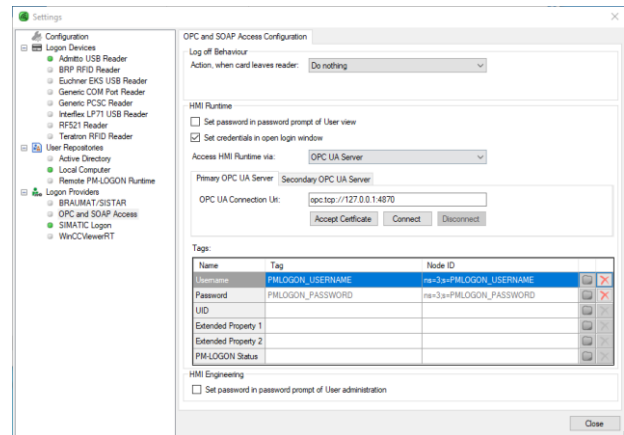 Settings
Configuration
Logon Devices
Admitto USB Reader
BRP RFID Reader
Euchner EKS USB Reader
Generic COM Port Reader
Generic PCSC Reader
Interflex LP71 USB Reader
RF521 Reader
Teratron RFID Reader
User Repositories
Active Directory
Local Computer
Remote PM-LOGON Runtime
Logon Providers
BRAUMAT/SISTAR
OPC and SOAP Access
SIMATIC Logon
WinCCViewerRT
OPC and SOAP Access Configuration
Log off Behaviour
Action, when card leaves reader: Do nothing
HMI Runtime
Set password in password prompt of User view
Set credentials in open login window
Access HMI Runtime via: OPC UA Server
Primary OPC UA Server Secondary OPC UA Server
OPC UA Connection Uri: opc.tcp://127.0.0.1:4870
Accept Certficate Connect Disconnect
Tags:
Name Tag Node ID
Username PMLOGON_USERNAME ns=3;s=PMLOGON_USERNAME
Password PMLOGON_PASSWORD ns=3;s=PMLOGON_PASSWORD
UID
Extended Property 1
Extended Property 2
PM-LOGON Status
HMI Engineering
Set password in password prompt of User administration
Close